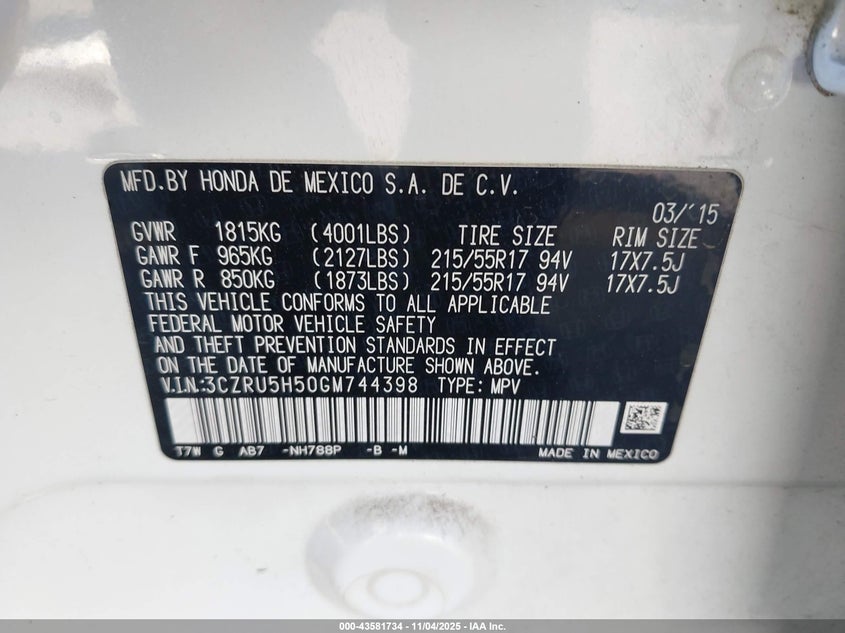 MFD.BY HONDA DE MEXICO S.A. DE C.V.
03/'15
GVWR 1815KG (4001LBS) TIRE SIZE RIM SIZE
GAWR F 965KG (2127LBS) 215/55R17 94V 17X7.5J
GAWR R 850KG (1873LBS) 215/55R17 94V 17X7.5J
THIS VEHICLE CONFORMS TO ALL APPLICABLE
FEDERAL MOTOR VEHICLE SAFETY
AND THEFT PREVENTION STANDARDS IN EFFECT
ON THE DATE OF MANUFACTURE SHOWN ABOVE.
V.I.N:3CZRU5H50GM744398 TYPE: MPV
T7W G AB7 -NH788P -B -M MADE IN MEXICO
000-43581734 — 11/04/2025 — IAA Inc.